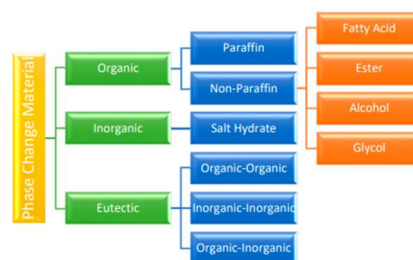 Phase Change Material
Organic
Paraffin
Non-Paraffin
Fatty Acid
Ester
Alcohol
Glycol
Inorganic
Salt Hydrate
Eutectic
Organic-Organic
Inorganic-Inorganic
Organic-Inorganic